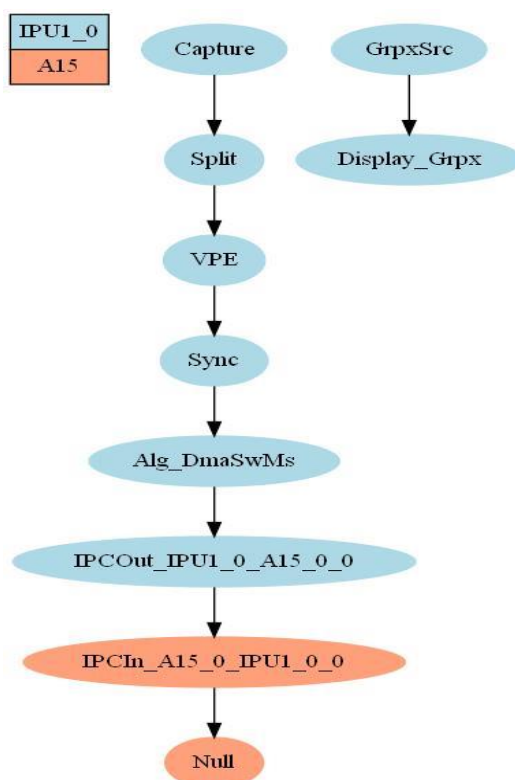 IPU1_0
A15
Capture
GrpxSrc
Split
Display_Grpx
VPE
Sync
Alg_DmaSwMs
IPCOut_IPU1_0_A15_0_0
IPCIn_A15_0_IPU1_0_0
Null